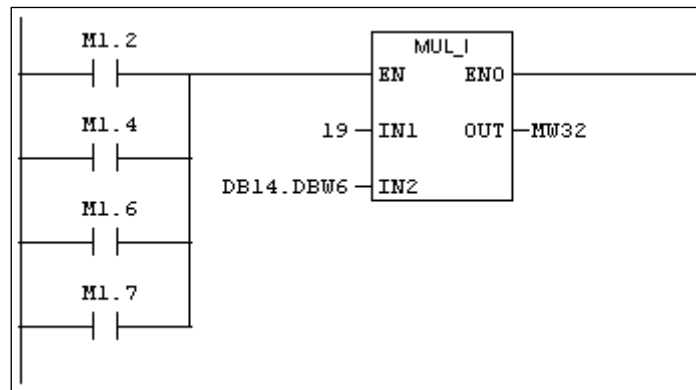 M1.2
MUL_I
EN ENO
M1.4
19 IN1 OUT MW32
DB14.DBW6 IN2
M1.6
M1.7